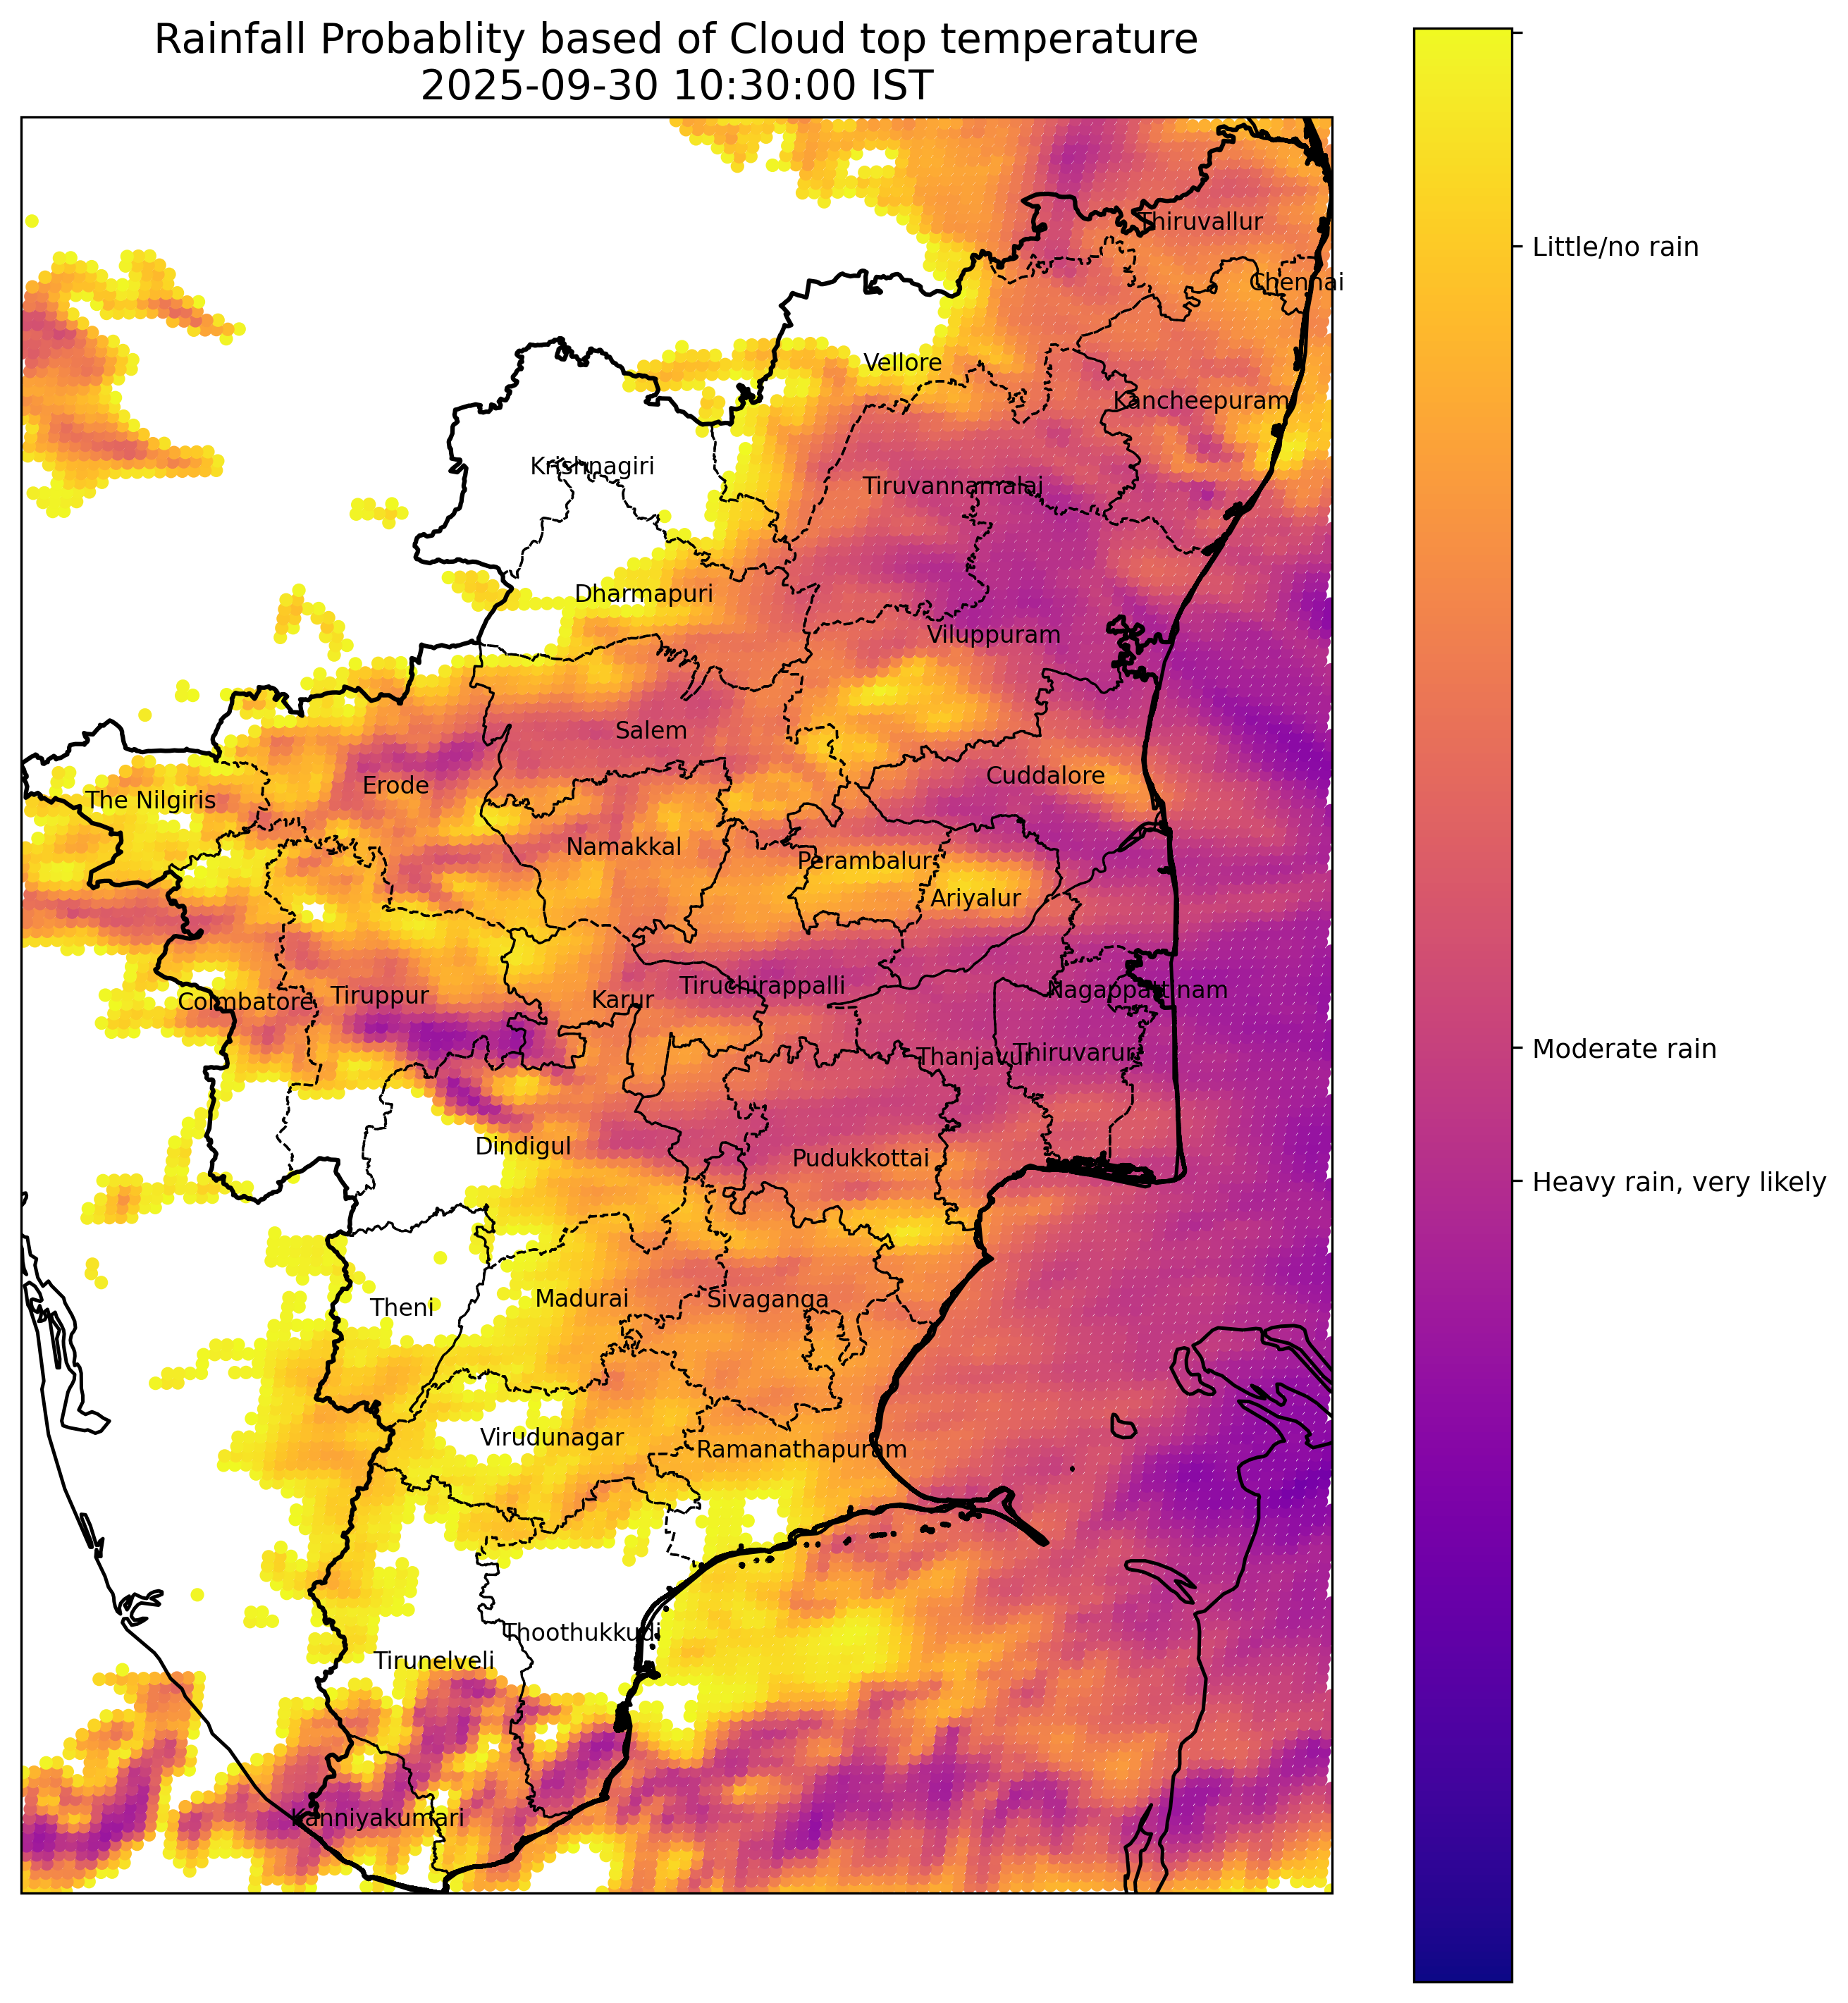 Rainfall Probablity based of Cloud top temperature
2025-09-30 10:30:00 IST
Thiruvallur
Chennai
Vellore
Kancheepuram
Krishnagiri
Tiruvannamalai
Dharmapuri
Viluppuram
Salem
Cuddalore
Erode
The Nilgiris
Namakkal
Perambalur
Ariyalur
Tiruchirappalli
Nagappattinam
Coimbatore
Tiruppur
Karur
Thanjavur
Thiruvarur
Dindigul
Pudukkottai
Theni
Madurai
Sivaganga
Virudunagar
Ramanathapuram
Thoothukkudi
Tirunelveli
Kanniyakumari
Little/no rain
Moderate rain
Heavy rain, very likely